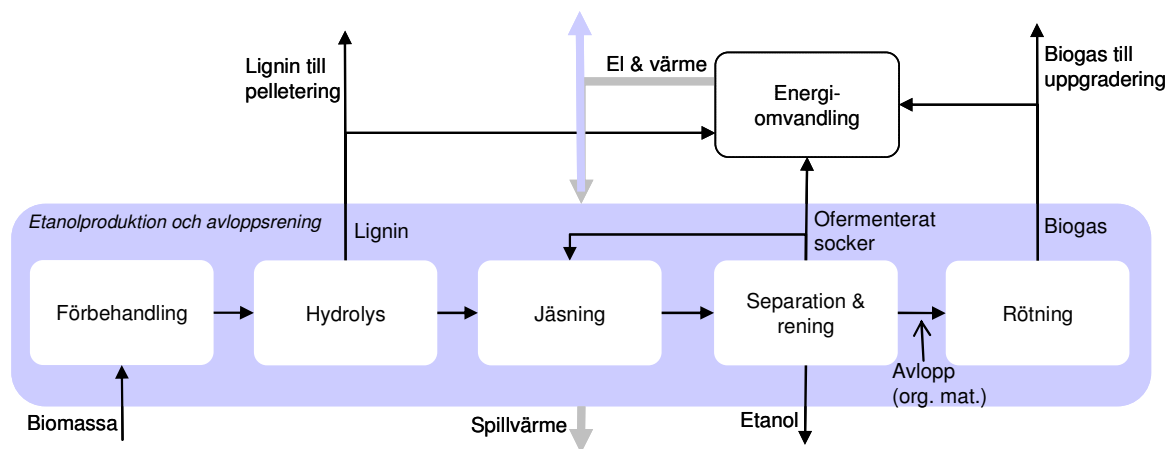 Lignin till
pelletering
El & värme
Energi-
omvandling
Biogas till
uppgradering
Etanolproduktion och avloppsrening
Lignin
Ofermenterat
socker
Biogas
Förbehandling
Hydrolys
Jäsning
Separation &
rening
Rötning
Avlopp
(org. mat.)
Biomassa
Spillvärme
Etanol